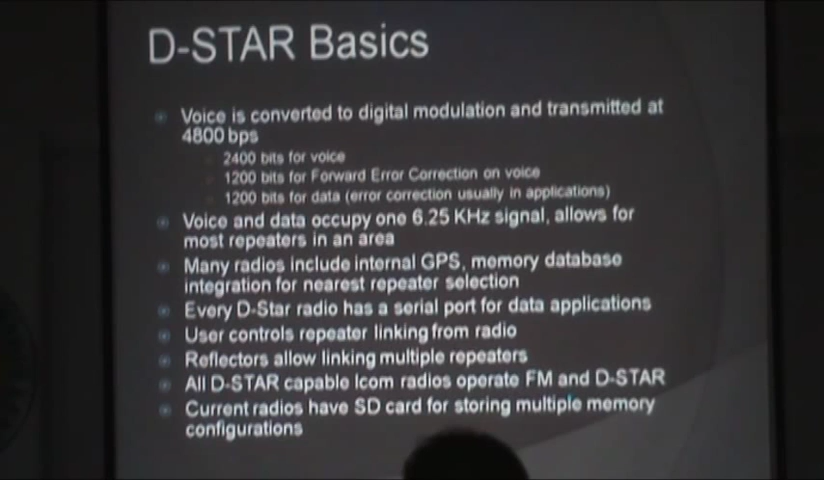 D-STAR Basics
Voice is converted to digital modulation and transmitted at
4800 bps
2400 bits for voice
1200 bits for Forward Error Correction on voice
1200 bits for data (error correction usually in applications)
Voice and data occupy one 6.25 KHz signal, allows for
most repeaters in an area
Many radios include internal GPS, memory database
integration for nearest repeater selection
Every D-Star radio has a serial port for data applications
User controls repeater linking from radio
Reflectors allow linking multiple repeaters
All D-STAR capable Icom radios operate FM and D-STAR
Current radios have SD card for storing multiple memory
configurations